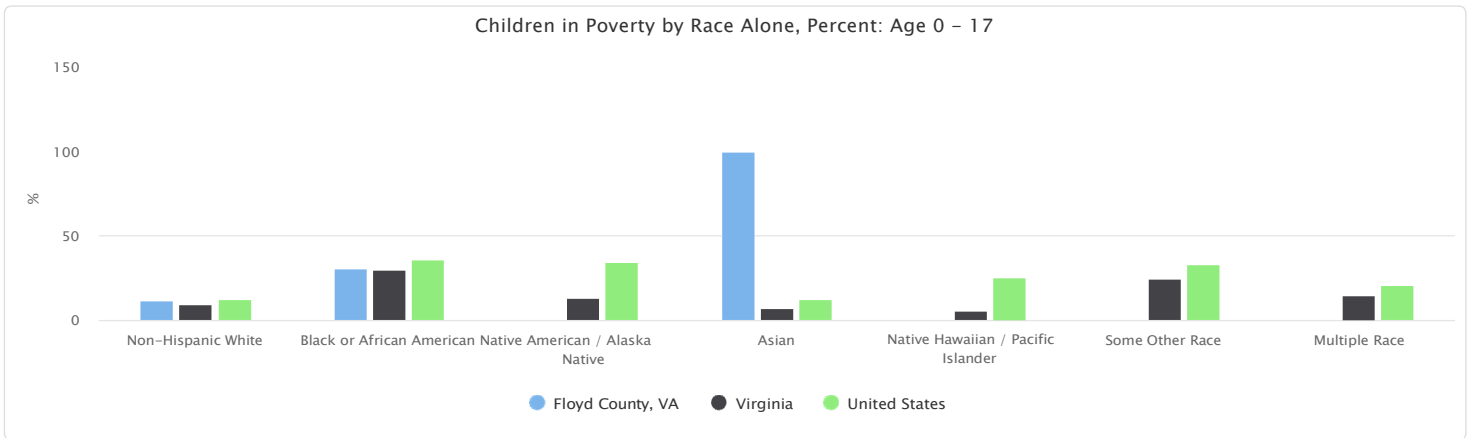 Children in Poverty by Race Alone, Percent: Age 0 – 17
150
100
%
50
0
Non-Hispanic White
Black or African American
Native American / Alaska
Native
Asian
Native Hawaiian / Pacific
Islander
Some Other Race
Multiple Race
Floyd County, VA
Virginia
United States